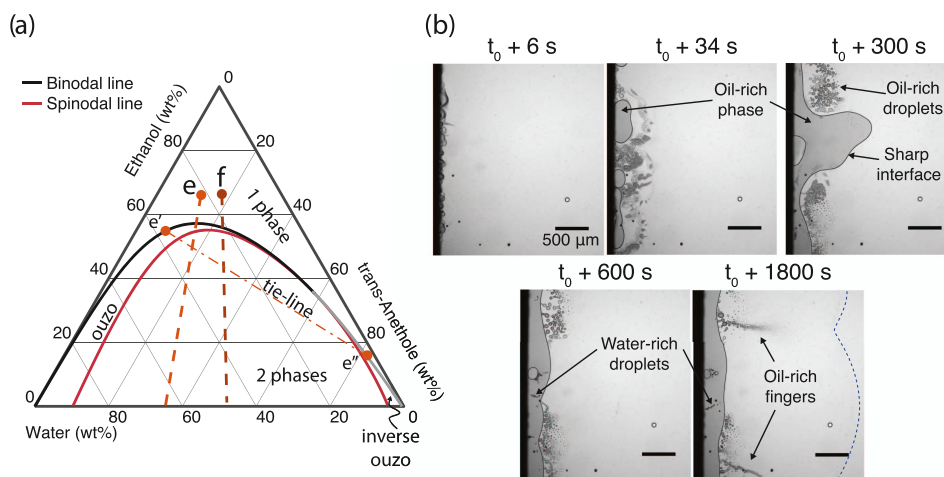 (a)
Binodal line
Spinodal line
Ethanol (wt%)
trans-Anethole (wt%)
Water (wt%)
0
80
20
60
40
40
60
20
80
0
80
60
40
20
0
e
f
1 phase
e'
tie-line
ouzo
2 phases
e''
inverse
ouzo
(b)
t0 + 6 s
t0 + 34 s
t0 + 300 s
500 μm
Oil-rich
phase
Oil-rich
droplets
Sharp
interface
t0 + 600 s
t0 + 1800 s
Water-rich
droplets
Oil-rich
fingers